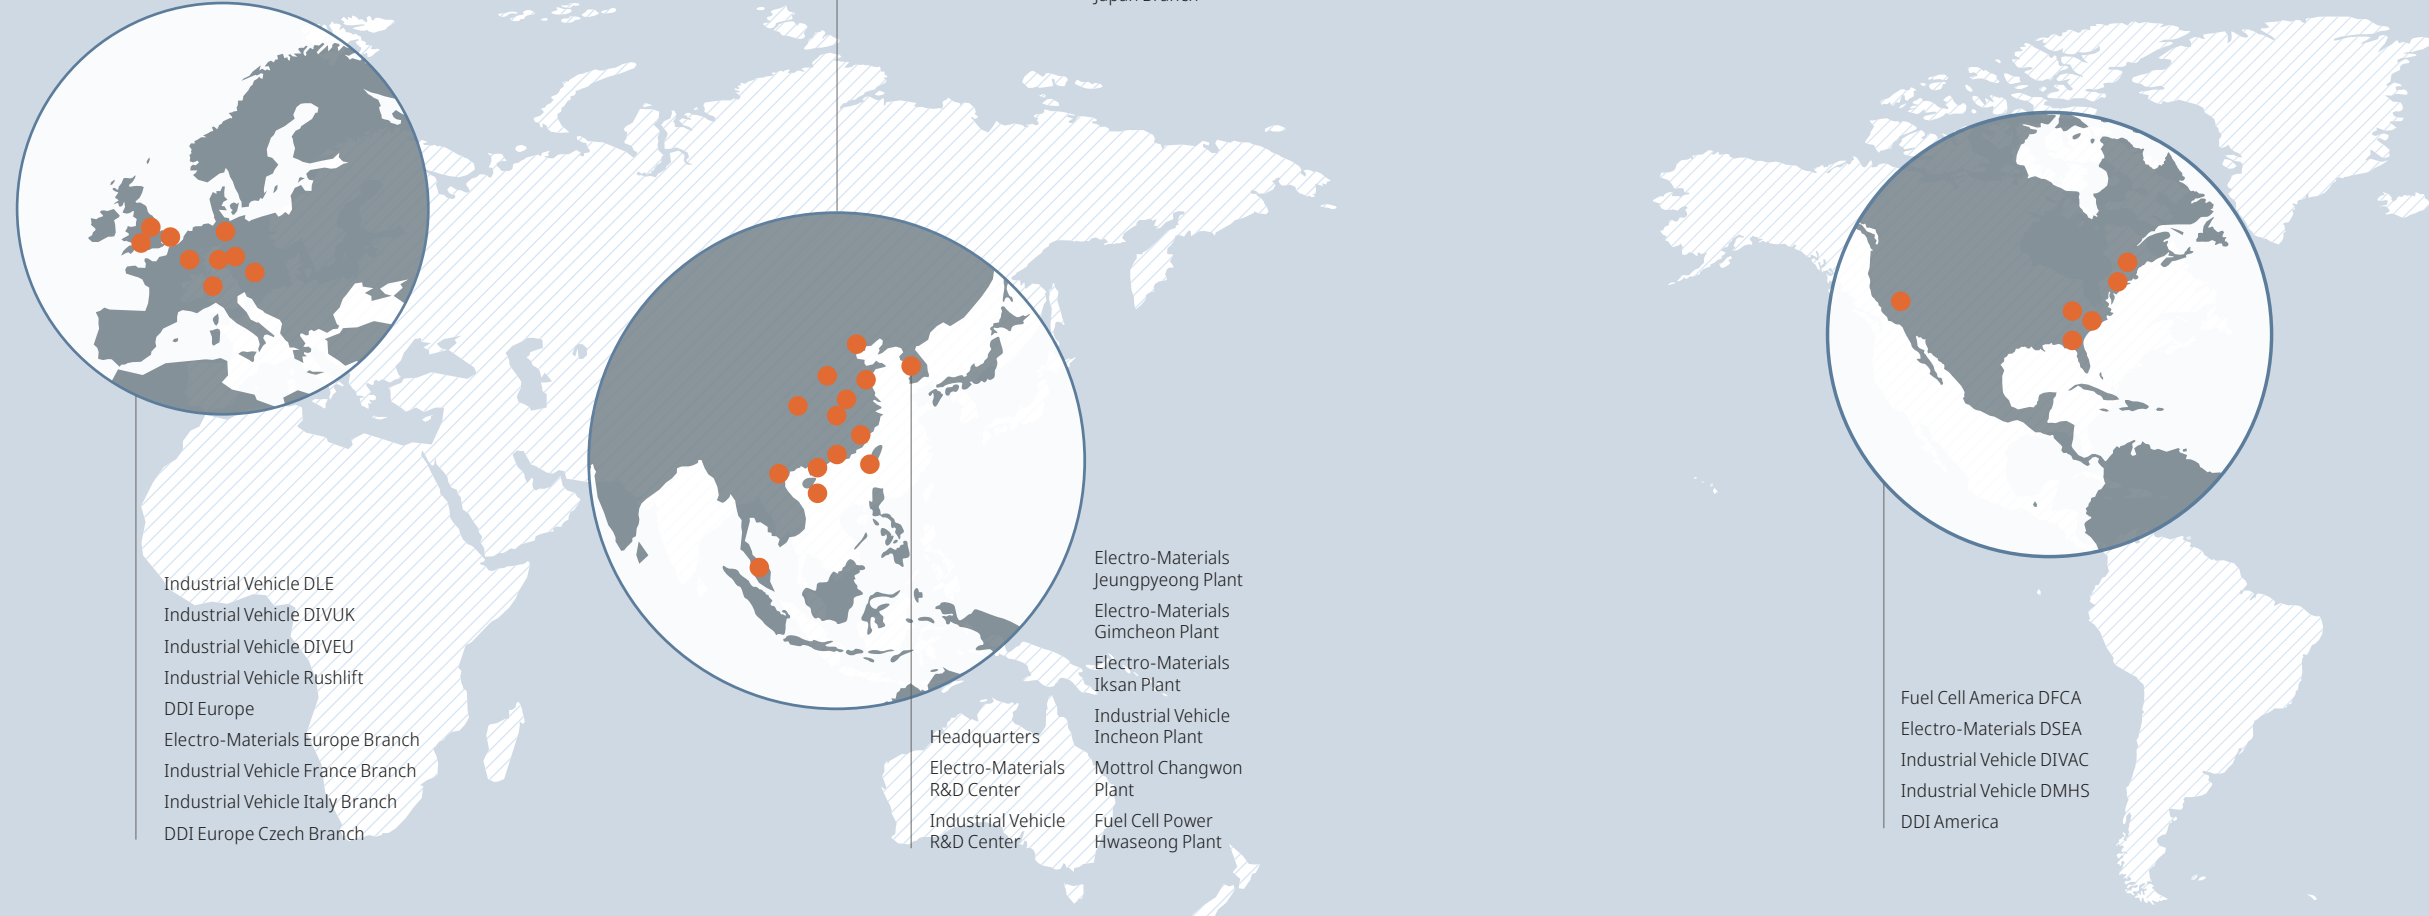 Industrial Vehicle DLE
Industrial Vehicle DIVUK
Industrial Vehicle DIVEU
Industrial Vehicle Rushlift
DDI Europe
Electro-Materials Europe Branch
Industrial Vehicle France Branch
Industrial Vehicle Italy Branch
DDI Europe Czech Branch
Headquarters
Electro-Materials
R&D Center
Industrial Vehicle
R&D Center
Electro-Materials
Jeungpyeong Plant
Electro-Materials
Gimcheon Plant
Electro-Materials
Iksan Plant
Industrial Vehicle
Incheon Plant
Mottrol Changwon
Plant
Fuel Cell Power
Hwaseong Plant
Fuel Cell America DFCA
Electro-Materials DSEA
Industrial Vehicle DIVAC
Industrial Vehicle DMHS
DDI America